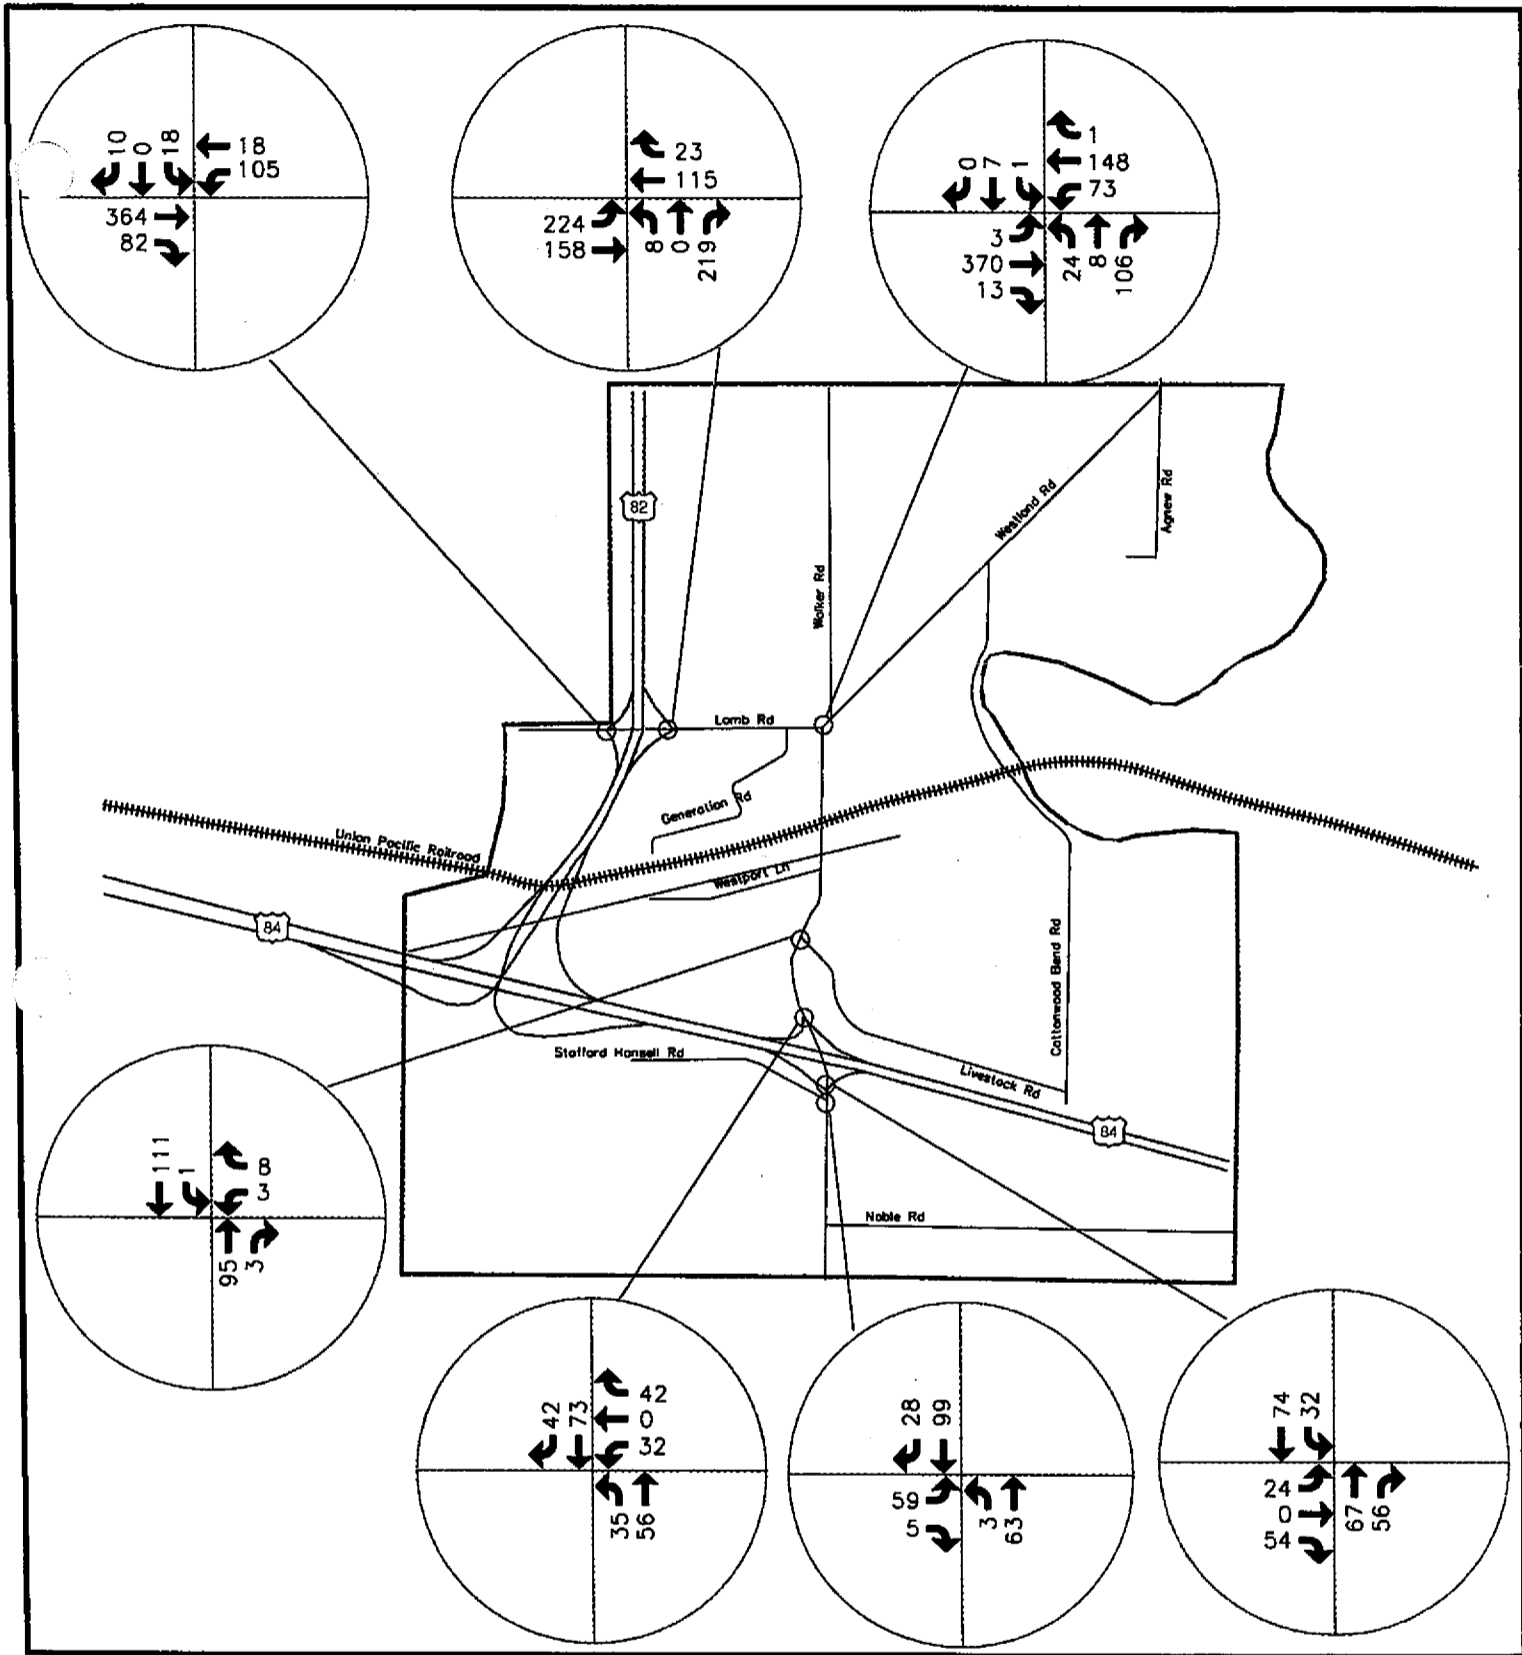 10 0 18
18
105
364
82
23
115
224
158
8 0 219
0 7 1
1
148
73
3
370
13
24 8 106
82
Westland Rd
Agnew Rd
Walker Rd
Lamb Rd
Generation Rd
Union Pacific Railroad
Westport Ln
84
Cottonwood Bend Rd
Stafford Hansell Rd
Livestock Rd
84
Noble Rd
111 1
8
3
95 3
42 73
42
0
32
35 56
28 99
59
5
3 63
74 32
24
0
54
67 56